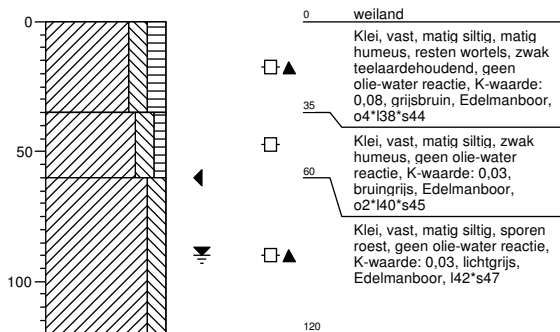 0
50
100
0
weiland
Klei, vast, matig siltig, matig
humeus, resten wortels, zwak
teelaardehoudend, geen
olie-water reactie, K-waarde:
0,08, grijsbruin, Edelmanboor,
o4*l38*s44
35
Klei, vast, matig siltig, zwak
humeus, geen olie-water
reactie, K-waarde: 0,03,
bruingrijs, Edelmanboor,
o2*l40*s45
60
Klei, vast, matig siltig, sporen
roest, geen olie-water reactie,
K-waarde: 0,03, lichtgrijs,
Edelmanboor, l42*s47
120